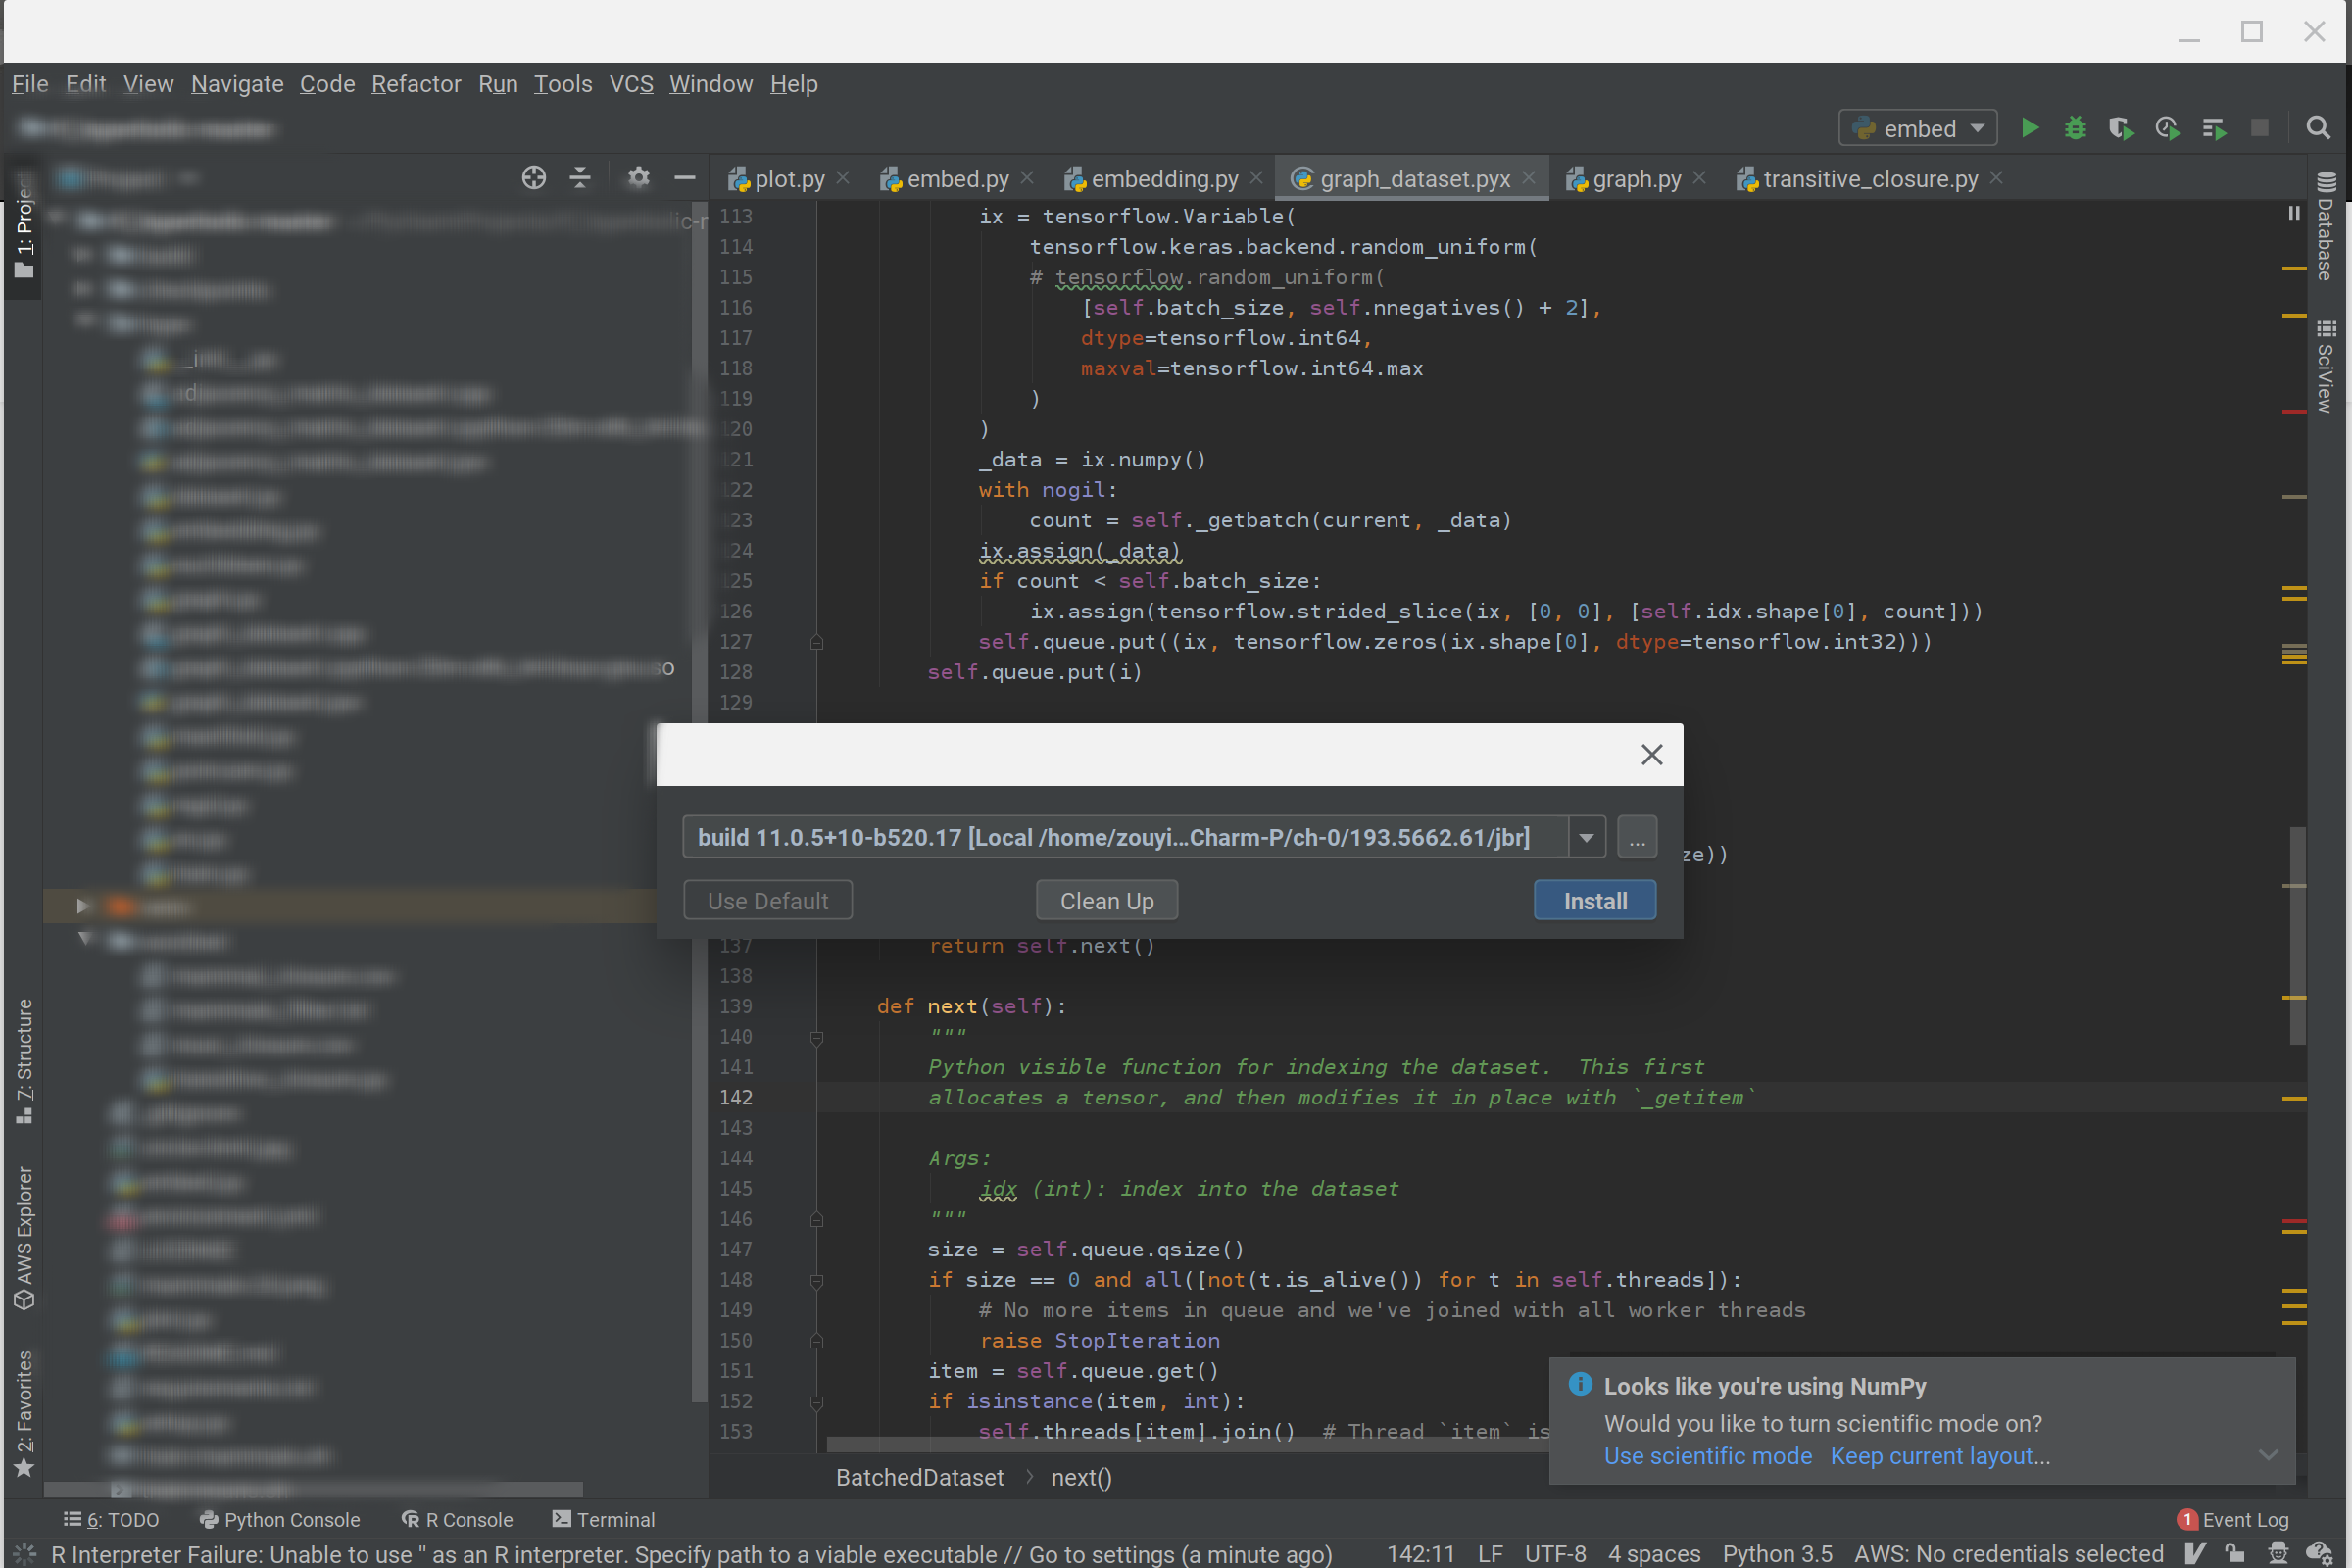 File Edit View Navigate Code Refactor Run Tools VCS Window Help
embed
plot.py embed.py embedding.py graph_dataset.pyx graph.py transitive_closure.py
1: Project
7: Structure
AWS Explorer
2: Favorites
113 ix = tensorflow.Variable(
114 tensorflow.keras.backend.random_uniform(
115 # tensorflow.random_uniform(
116 [self.batch_size, self.nnegatives() + 2],
117 dtype=tensorflow.int64,
118 maxval=tensorflow.int64.max
119 )
120 )
121 _data = ix.numpy()
122 with nogil:
123 count = self._getbatch(current, _data)
124 ix.assign(_data)
125 if count < self.batch_size:
126 ix.assign(tensorflow.strided_slice(ix, [0, 0], [self.idx.shape[0], count]))
127 self.queue.put((ix, tensorflow.zeros(ix.shape[0], dtype=tensorflow.int32)))
128 self.queue.put(i)
129
build 11.0.5+10-b520.17 [Local /home/zouyi...Charm-P/ch-0/193.5662.61/jbr] ...
ze))
Use Default Clean Up Install
137 return self.next()
138
139 def next(self):
140 """
141 Python visible function for indexing the dataset.  This first
142 allocates a tensor, and then modifies it in place with `_getitem`
143
144 Args:
145 idx (int): index into the dataset
146 """
147 size = self.queue.qsize()
148 if size == 0 and all([not(t.is_alive()) for t in self.threads]):
149 # No more items in queue and we've joined with all worker threads
150 raise StopIteration
151 item = self.queue.get()
152 if isinstance(item, int):
153 self.threads[item].join()  # Thread `item` is
Database
SciView
Looks like you're using NumPy
Would you like to turn scientific mode on?
Use scientific mode Keep current layout...
BatchedDataset > next()
6: TODO Python Console R Console Terminal
1 Event Log
R Interpreter Failure: Unable to use '' as an R interpreter. Specify path to a viable executable // Go to settings (a minute ago) 142:11 LF UTF-8 4 spaces Python 3.5 AWS: No credentials selected